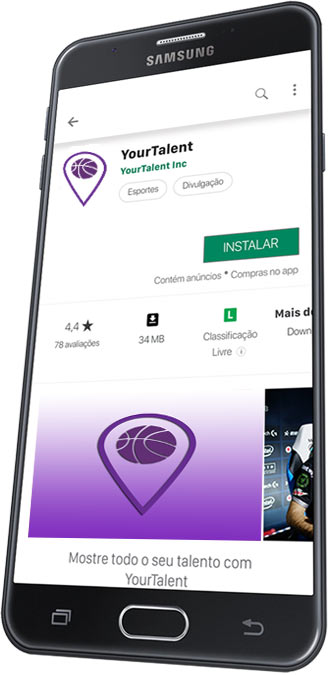 SAMSUNG
YourTalent
YourTalent Inc
Esportes
Divulgação
INSTALAR
Contém anúncios * Compras no app
4,4 ★
78 avaliações
34 MB
L
Classificação
Livre
Mais d
Down
Mostre todo o seu talento com
YourTalent